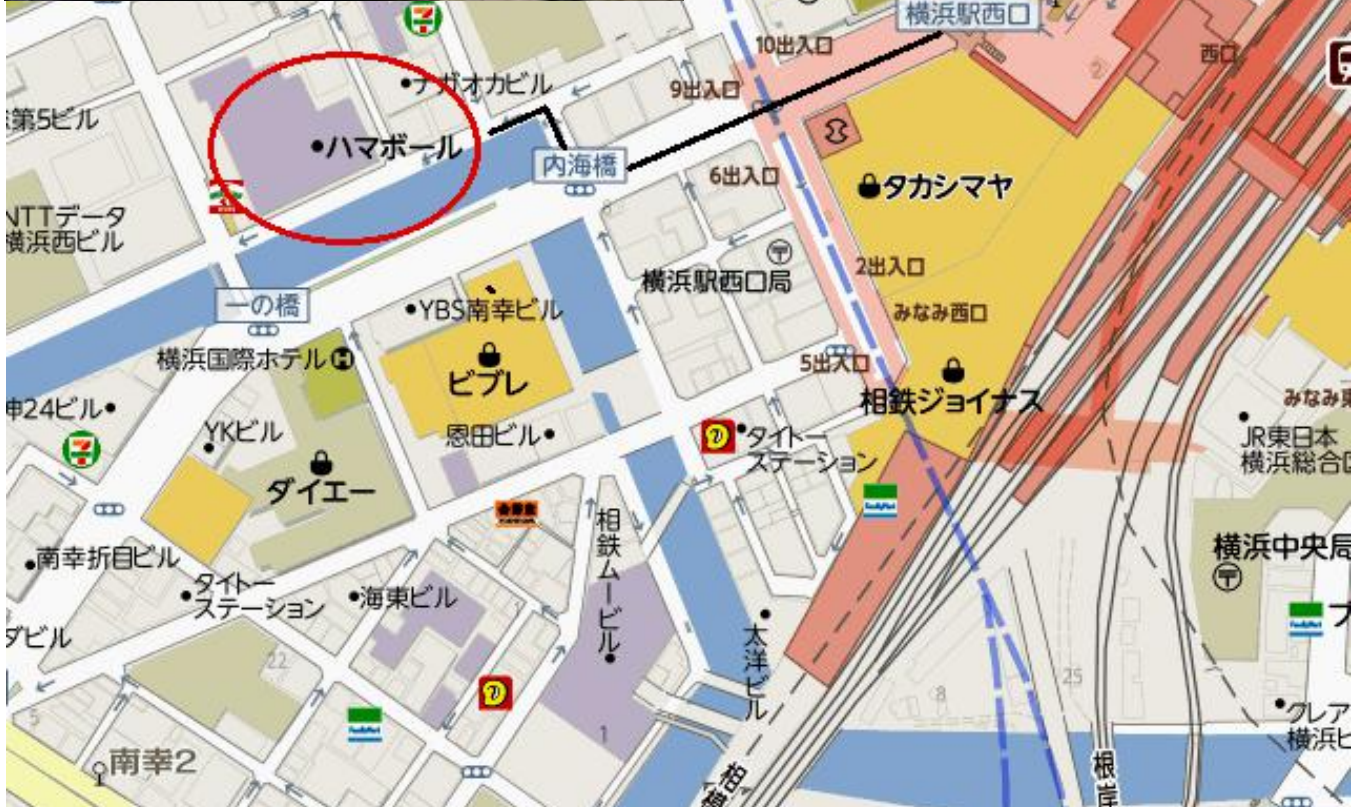 横浜駅西口
10出入口
西口
ナガオカビル
9出入口
第5ビル
ハマボール
内海橋
6出入口
タカシマヤ
NTTデータ
横浜西ビル
横浜駅西口局
2出入口
一の橋
YBS南幸ビル
みなみ西口
横浜国際ホテル
H
ビブレ
5出入口
相鉄ジョイナス
24ビル
みなみ東
YKビル
恩田ビル
タイトー
ステーション
JR東日本
横浜総合
ダイエー
FamilyMart
相鉄ムービル
南幸折目ビル
横浜中央局
タイトー
ステーション
海東ビル
FamilyMart
太洋ビル
ダビル
22
25
8
クレア
横浜ビ
5
1
南幸2
FamilyMart
根岸